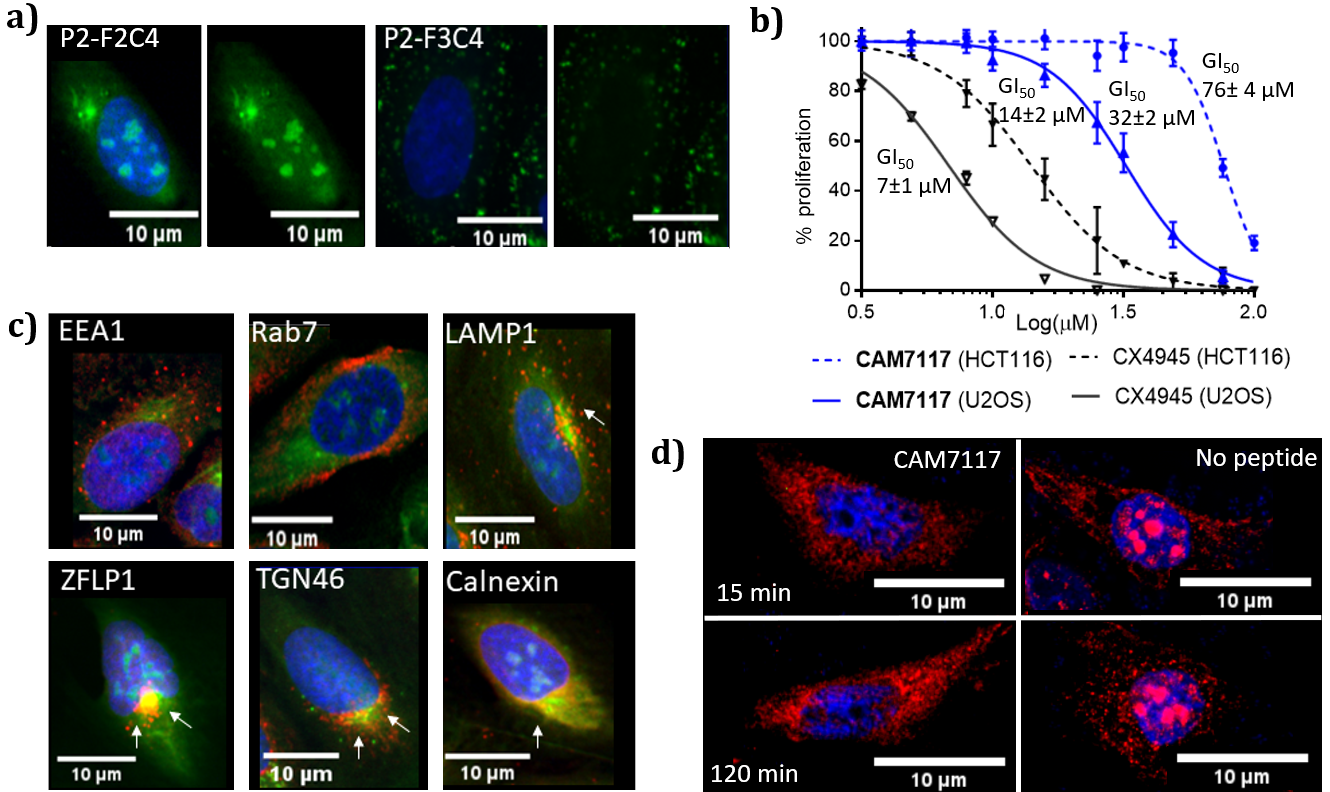 a)
P2-F2C4
P2-F3C4
10 µm
10 µm
10 µm
10 µm
b)
% proliferation
100
80
60
40
20
0
GI50
7±1 µM
GI50
14±2 µM
GI50
32±2 µM
GI50
76± 4 µM
0.5
1.0
1.5
2.0
Log(µM)
CAM7117 (HCT116)
CX4945 (HCT116)
CAM7117 (U2OS)
CX4945 (U2OS)
c)
EEA1
Rab7
LAMP1
10 µm
10 µm
10 µm
ZFLP1
TGN46
Calnexin
10 µm
10 µm
10 µm
d)
CAM7117
No peptide
15 min
10 µm
10 µm
120 min
10 µm
10 µm